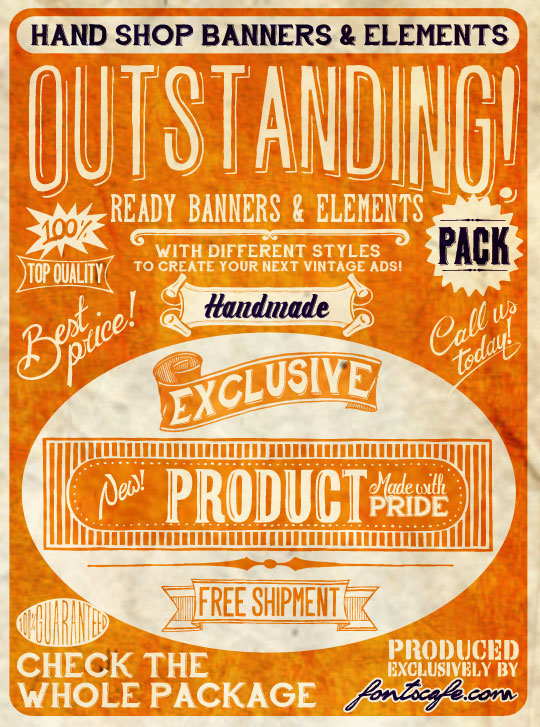 HAND SHOP BANNERS & ELEMENTS
OUTSTANDING!
READY BANNERS & ELEMENTS
100%
TOP QUALITY
WITH DIFFERENT STYLES
TO CREATE YOUR NEXT VINTAGE ADS!
PACK
Handmade
Best
price!
Call us
today!
EXCLUSIVE
New!
PRODUCT
Made with
PRIDE
FREE SHIPMENT
100% GUARANTEED
CHECK THE
WHOLE PACKAGE
PRODUCED
EXCLUSIVELY BY
fontscafe.com